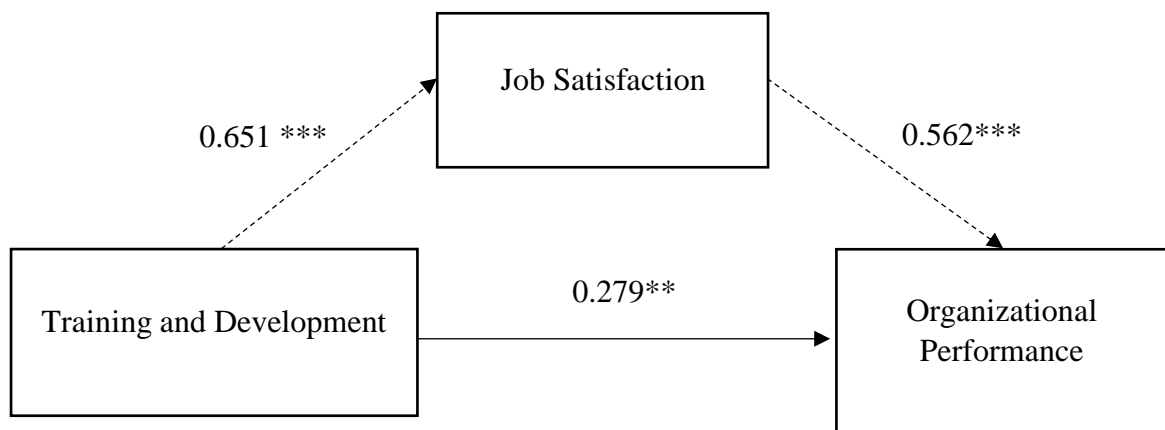 Job Satisfaction
0.651 ***
0.562***
0.279**
Training and Development
Organizational
Performance